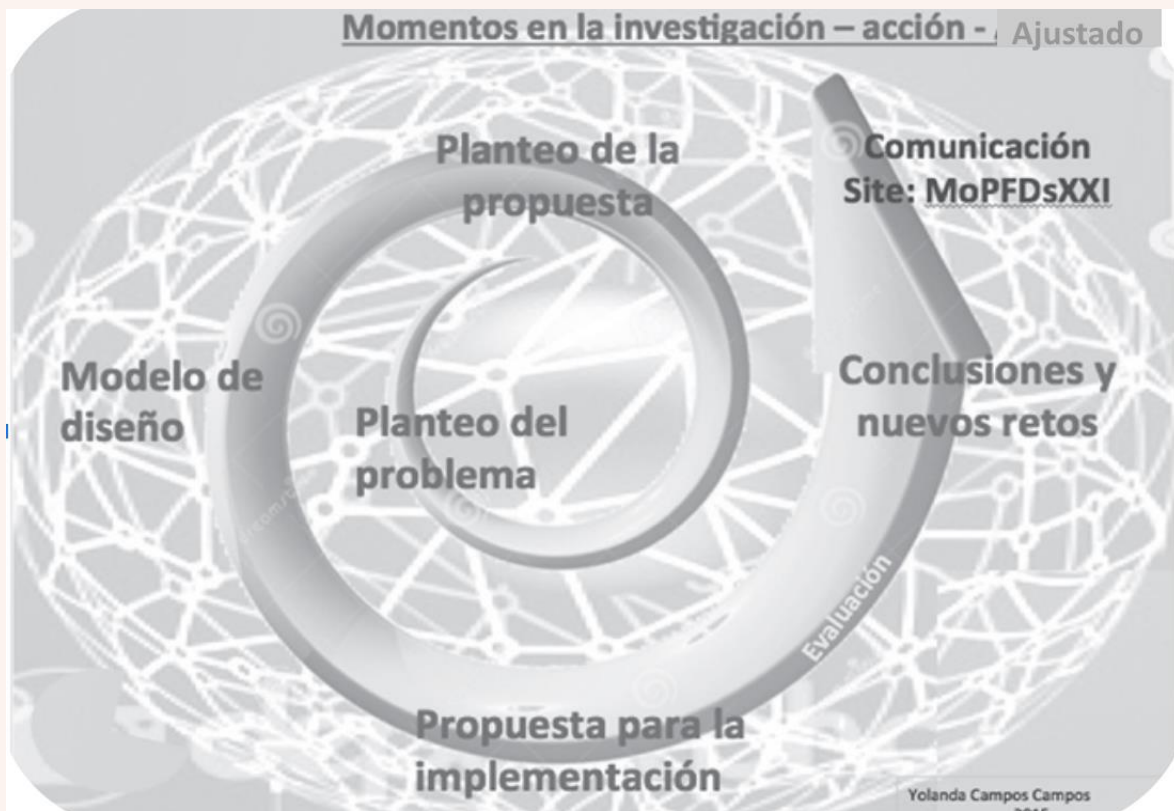 Momentos en la investigación – acción -
Ajustado
Planteo de la
propuesta
Comunicación
Site: MoPFDsXXI
Modelo de
diseño
Planteo del
problema
Conclusiones y
nuevos retos
Evaluación
Propuesta para la
implementación
Yolanda Campos Campos